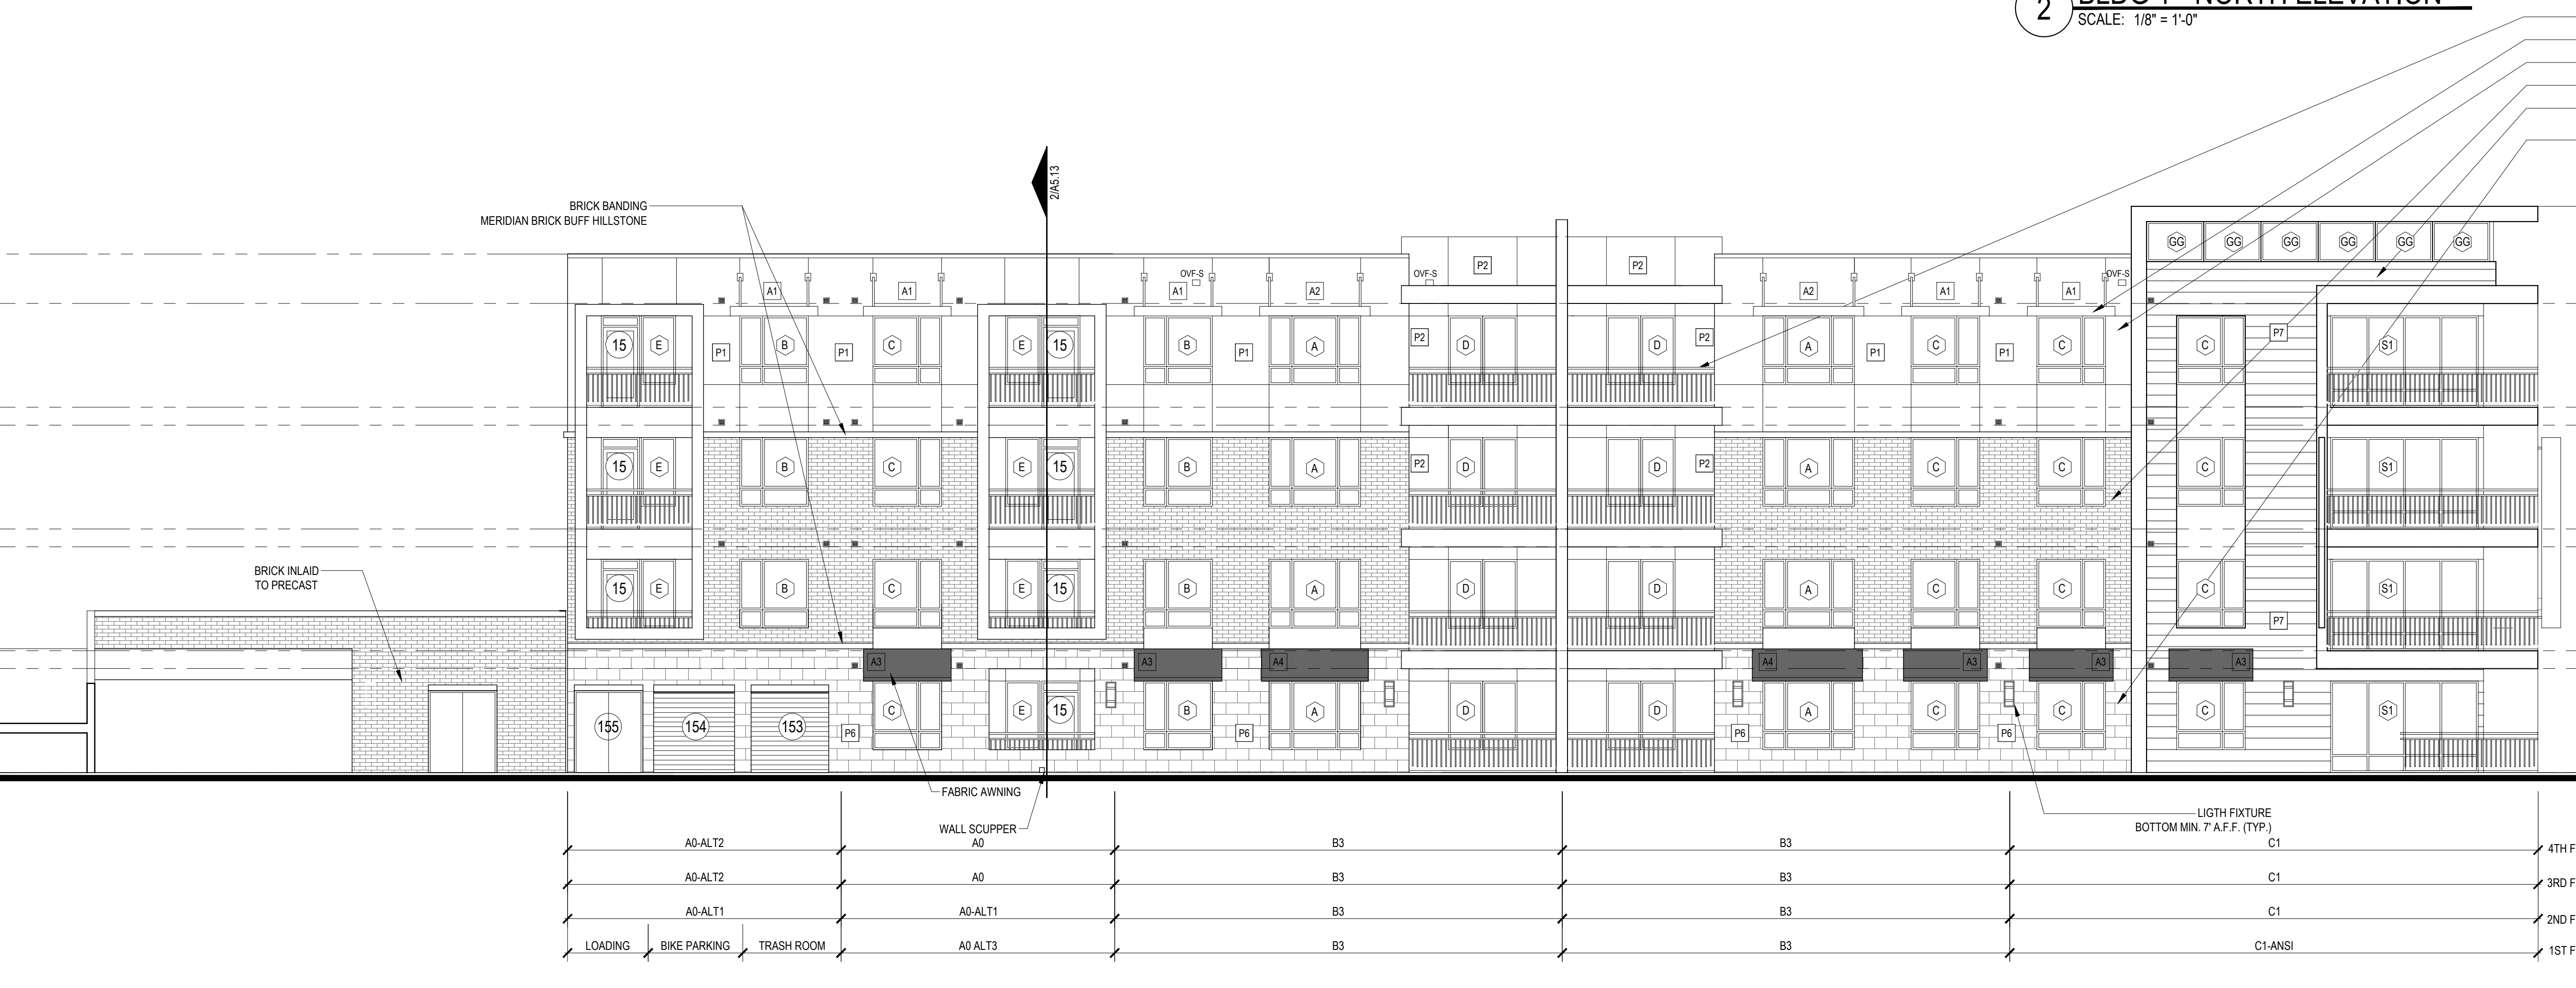 2
BLDG 1 - NORTH ELEVATION
SCALE: 1/8" = 1'-0"
2/A5.13
BRICK BANDING
MERIDIAN BRICK BUFF HILLSTONE
GG GG GG GG GG GG
P2 P2
OVF-S OVF-S OVF-S
A1 A1 A1 A2 A2 A1 A1
15 E P1 B P1 C E 15 B P1 A P2 D D P2 A P1 C P1 C C P7 S1
15 E B C E 15 B A P2 D D P2 A C C C S1
BRICK INLAID
TO PRECAST
15 E B C E 15 B A D D A C C C S1
P7
A3 A3 A4 A4 A3 A3 A3
155 154 153 C E 15 B A D D A C C C S1
P6 P6 P6 P6
FABRIC AWNING
WALL SCUPPER
LIGTH FIXTURE
BOTTOM MIN. 7' A.F.F. (TYP.)
A0-ALT2 A0 B3 B3 C1 4TH F
A0-ALT2 A0 B3 B3 C1 3RD F
A0-ALT1 A0-ALT1 B3 B3 C1 2ND F
LOADING BIKE PARKING TRASH ROOM A0 ALT3 B3 B3 C1-ANSI 1ST F